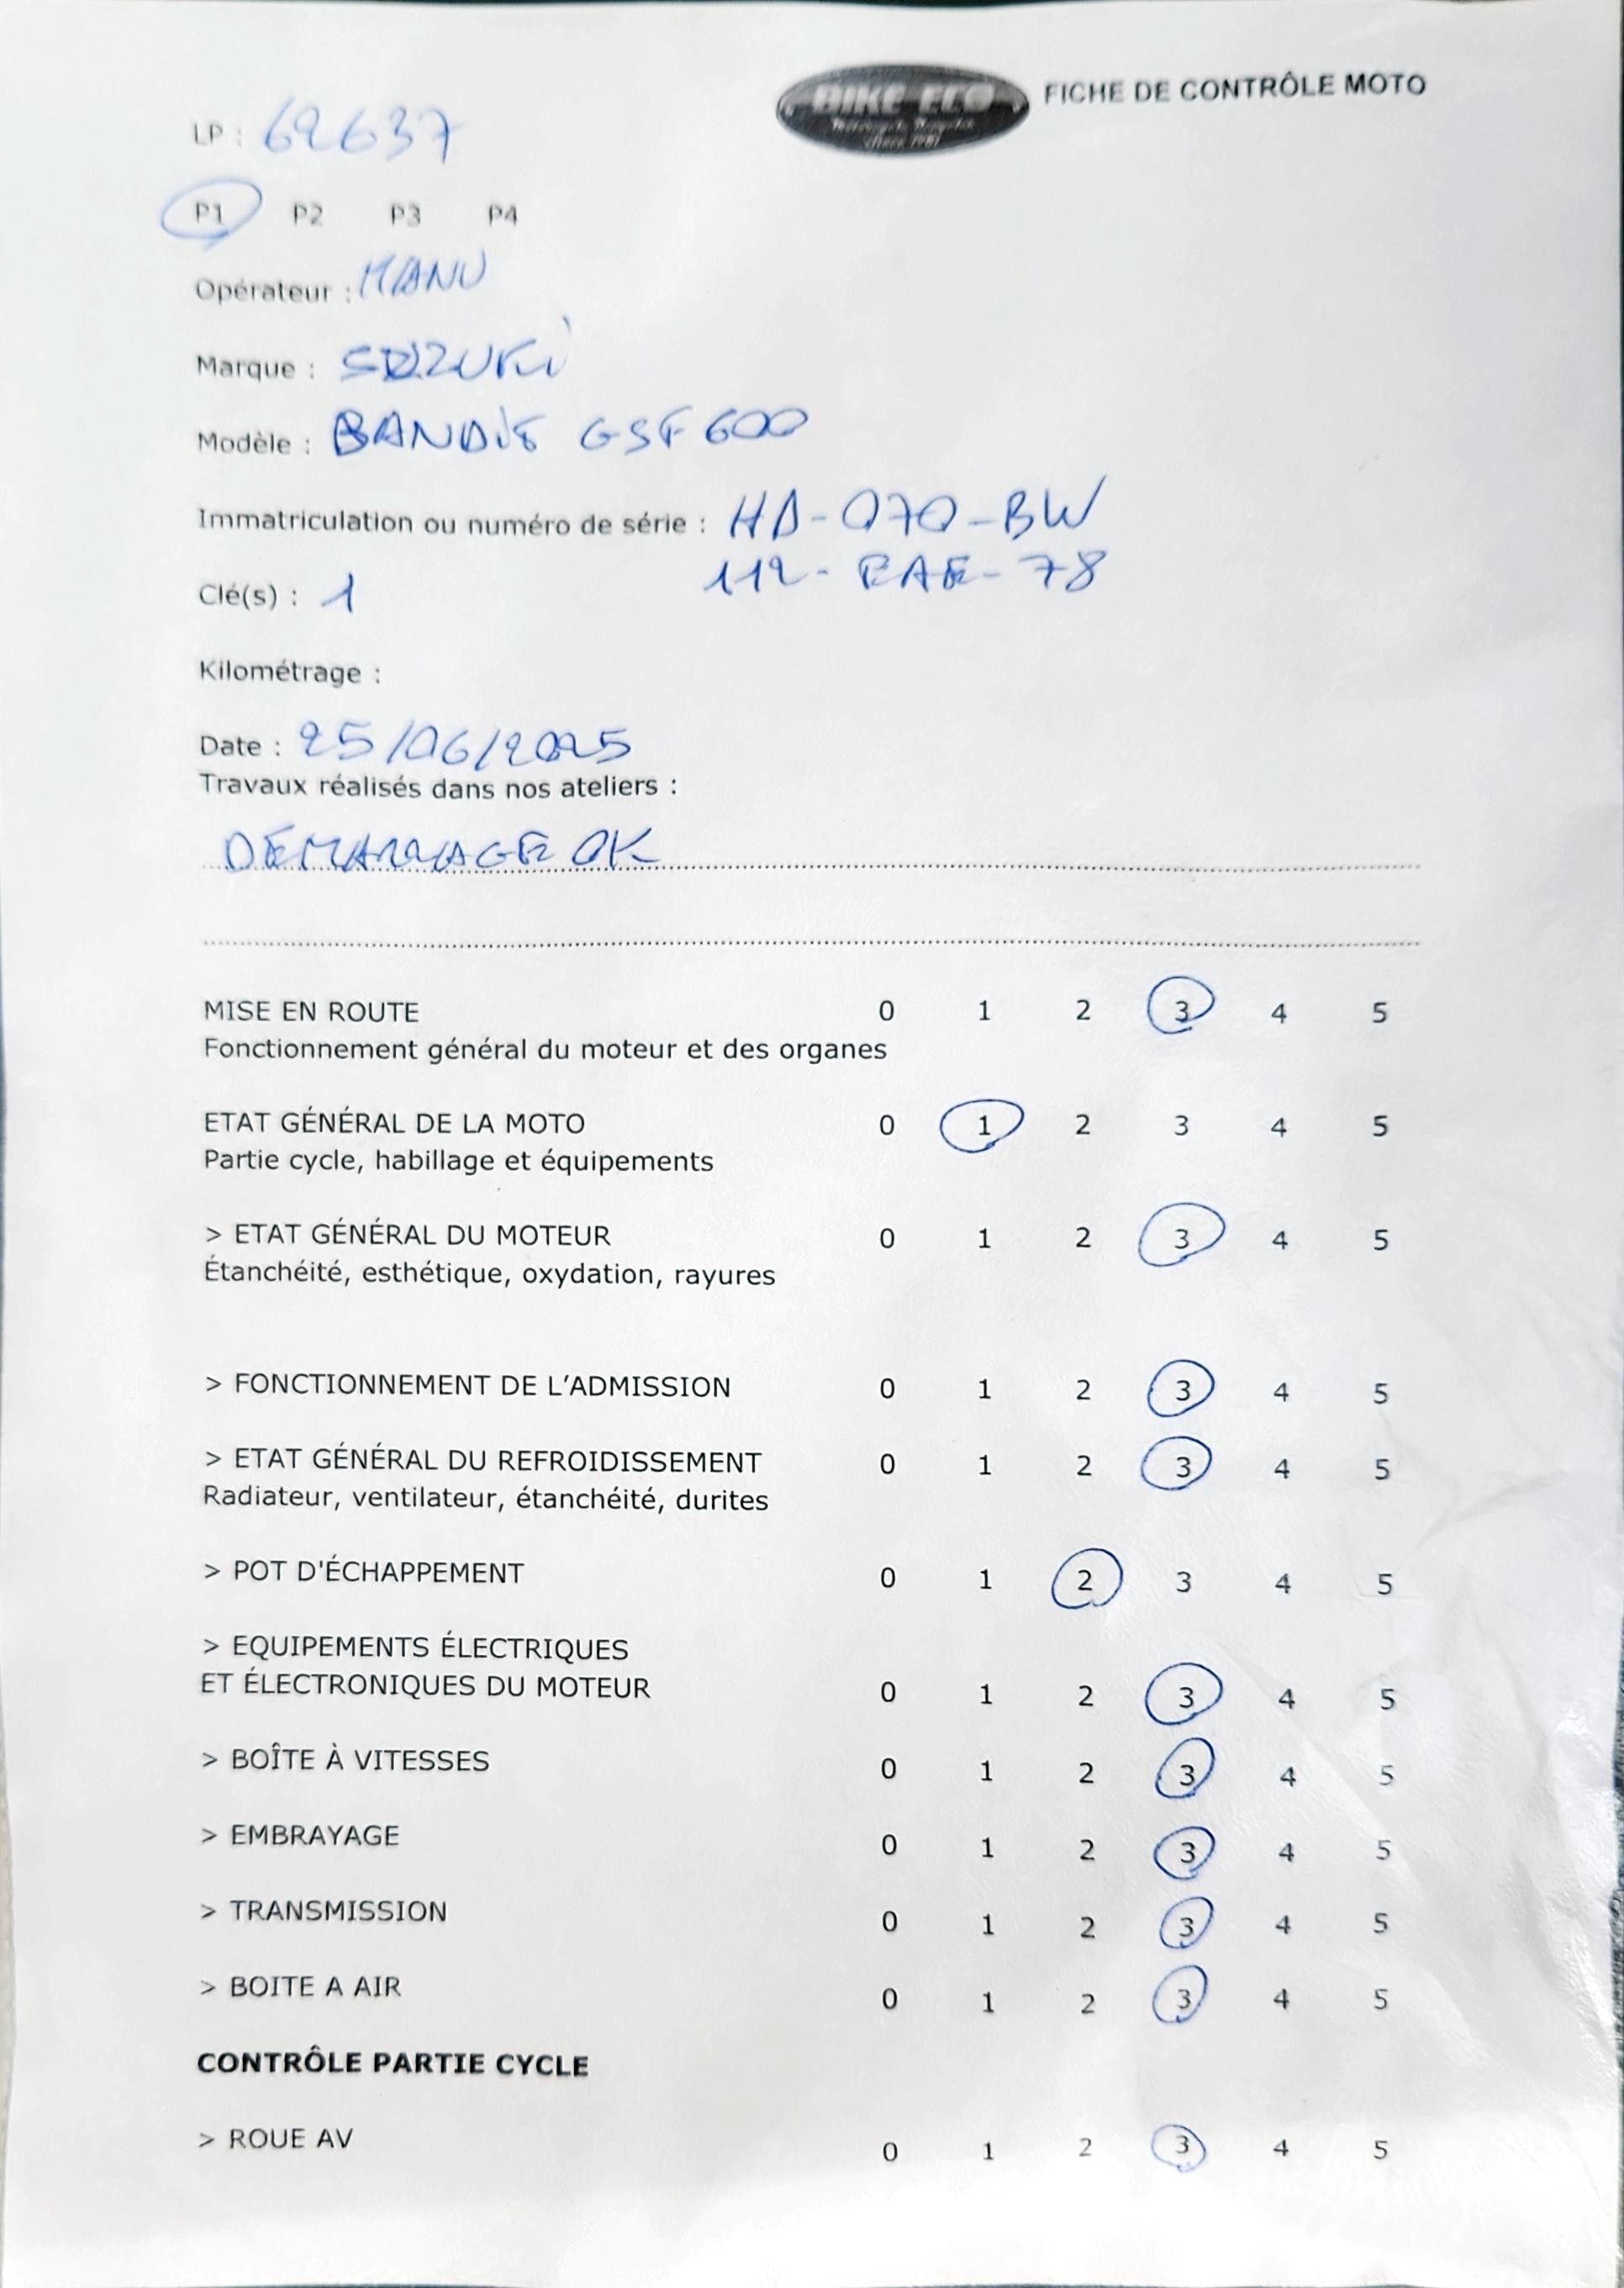 BIKE ECO
FICHE DE CONTRÔLE MOTO
LP : 62637
P1 P2 P3 P4
Opérateur : MANU
Marque : SUZUKI
Modèle : BANDIT GSF 600
Immatriculation ou numéro de série : HD-070-BW
112-EAE-78
Clé(s) : 1
Kilométrage :
Date : 25/06/2025
Travaux réalisés dans nos ateliers :
DEMARRAGE OK
MISE EN ROUTE 0 1 2 3 4 5
Fonctionnement général du moteur et des organes
ETAT GÉNÉRAL DE LA MOTO 0 1 2 3 4 5
Partie cycle, habillage et équipements
> ETAT GÉNÉRAL DU MOTEUR 0 1 2 3 4 5
Étanchéité, esthétique, oxydation, rayures
> FONCTIONNEMENT DE L'ADMISSION 0 1 2 3 4 5
> ETAT GÉNÉRAL DU REFROIDISSEMENT 0 1 2 3 4 5
Radiateur, ventilateur, étanchéité, durites
> POT D'ÉCHAPPEMENT 0 1 2 3 4 5
> EQUIPEMENTS ÉLECTRIQUES
ET ÉLECTRONIQUES DU MOTEUR 0 1 2 3 4 5
> BOÎTE À VITESSES 0 1 2 3 4 5
> EMBRAYAGE 0 1 2 3 4 5
> TRANSMISSION 0 1 2 3 4 5
> BOITE A AIR 0 1 2 3 4 5
CONTRÔLE PARTIE CYCLE
> ROUE AV 0 1 2 3 4 5